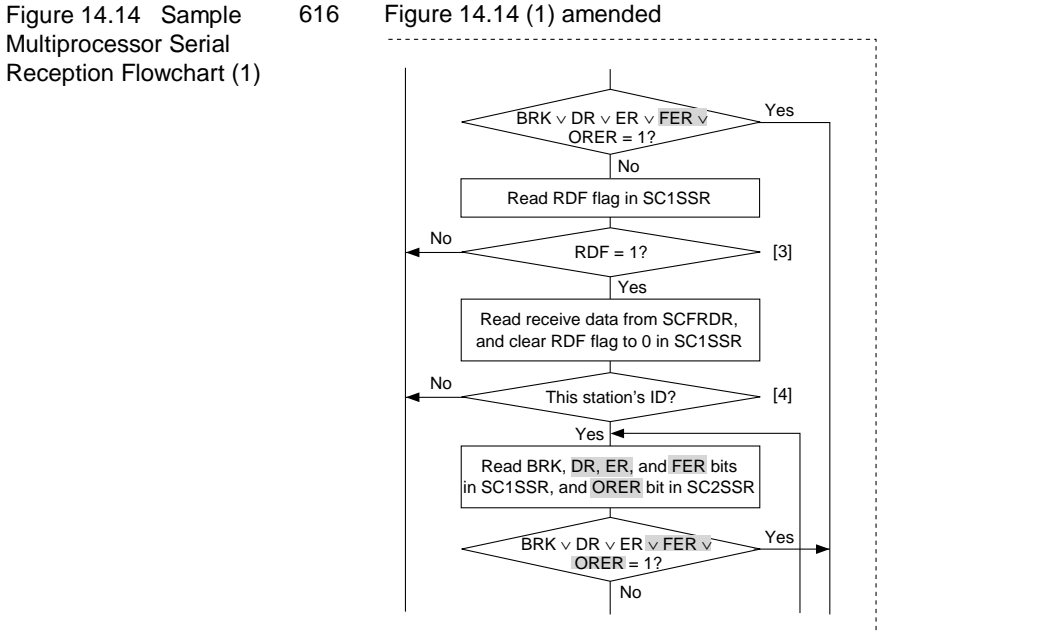 Figure 14.14 Sample
Multiprocessor Serial
Reception Flowchart (1)
616
Figure 14.14 (1) amended
BRK ∨ DR ∨ ER ∨ FER ∨
ORER = 1?
Yes
No
Read RDF flag in SC1SSR
No
RDF = 1?
[3]
Yes
Read receive data from SCFRDR,
and clear RDF flag to 0 in SC1SSR
No
This station's ID?
[4]
Yes
Read BRK, DR, ER, and FER bits
in SC1SSR, and ORER bit in SC2SSR
BRK ∨ DR ∨ ER ∨ FER ∨
ORER = 1?
Yes
No